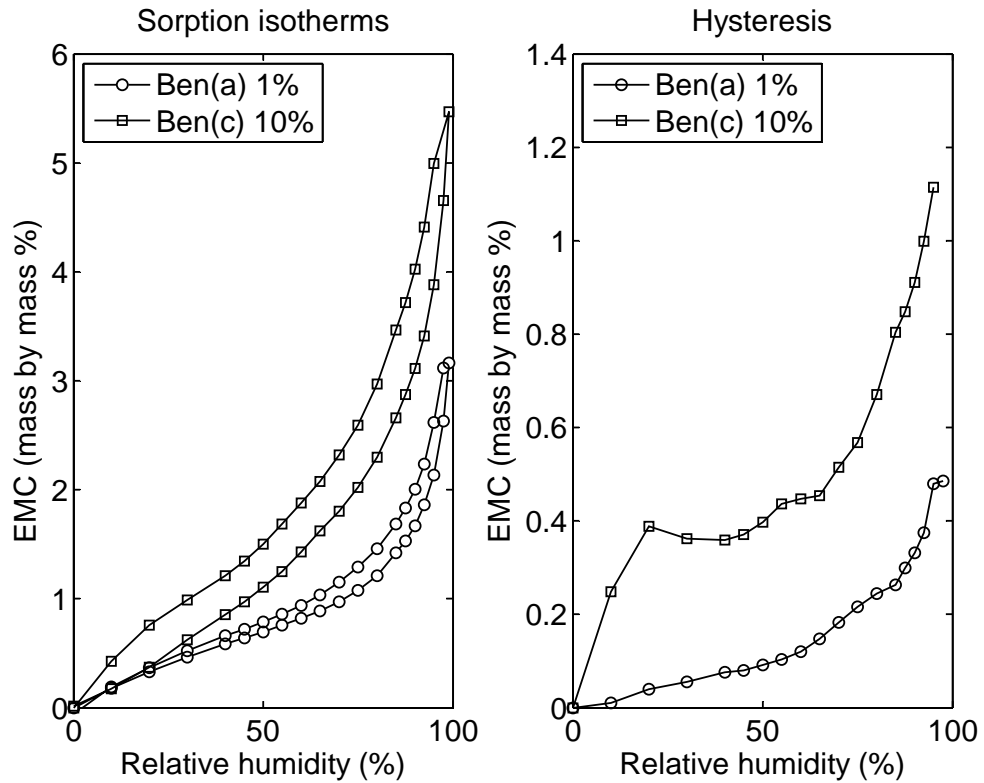 Sorption isotherms
6
5
4
3
2
1
0
0
50
100
EMC (mass by mass %)
Relative humidity (%)
Ben(a) 1%
Ben(c) 10%
Hysteresis
1.4
1.2
1
0.8
0.6
0.4
0.2
0
0
50
100
EMC (mass by mass %)
Relative humidity (%)
Ben(a) 1%
Ben(c) 10%